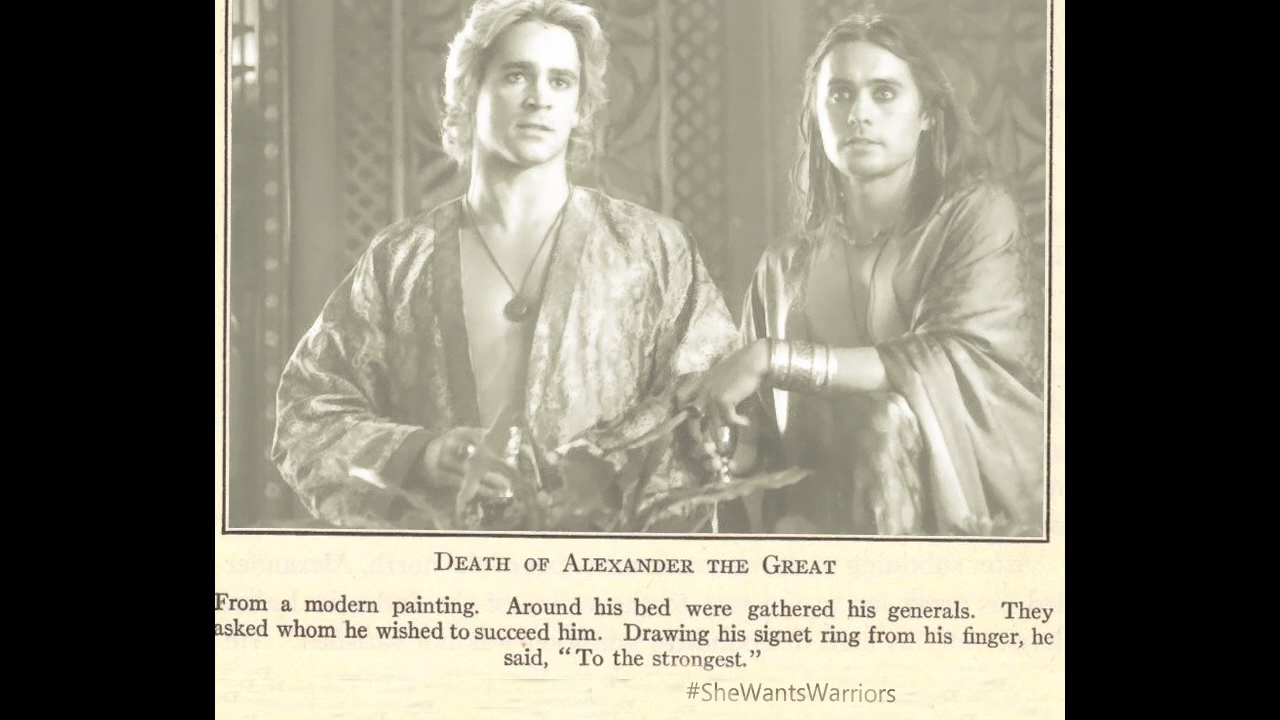 DEATH OF ALEXANDER THE GREAT
From a modern painting. Around his bed were gathered his generals. They
asked whom he wished to succeed him. Drawing his signet ring from his finger, he
said, “To the strongest.”
#SheWantsWarriors